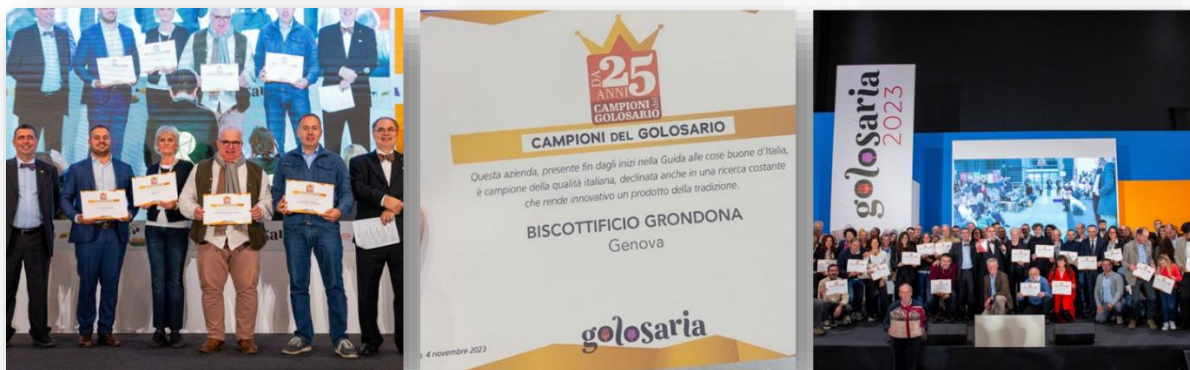 DA
25
ANNI
CAMPIONI del
GOLOSARIO
CAMPIONI DEL GOLOSARIO
Questa azienda, presente fin dagli inizi nella Guida alle cose buone d'Italia,
è campione della qualità italiana, declinata anche in una ricerca costante
che rende innovativo un prodotto della tradizione.
BISCOTTIFICIO GRONDONA
Genova
golosaria
4 novembre 2023
golosaria
2023